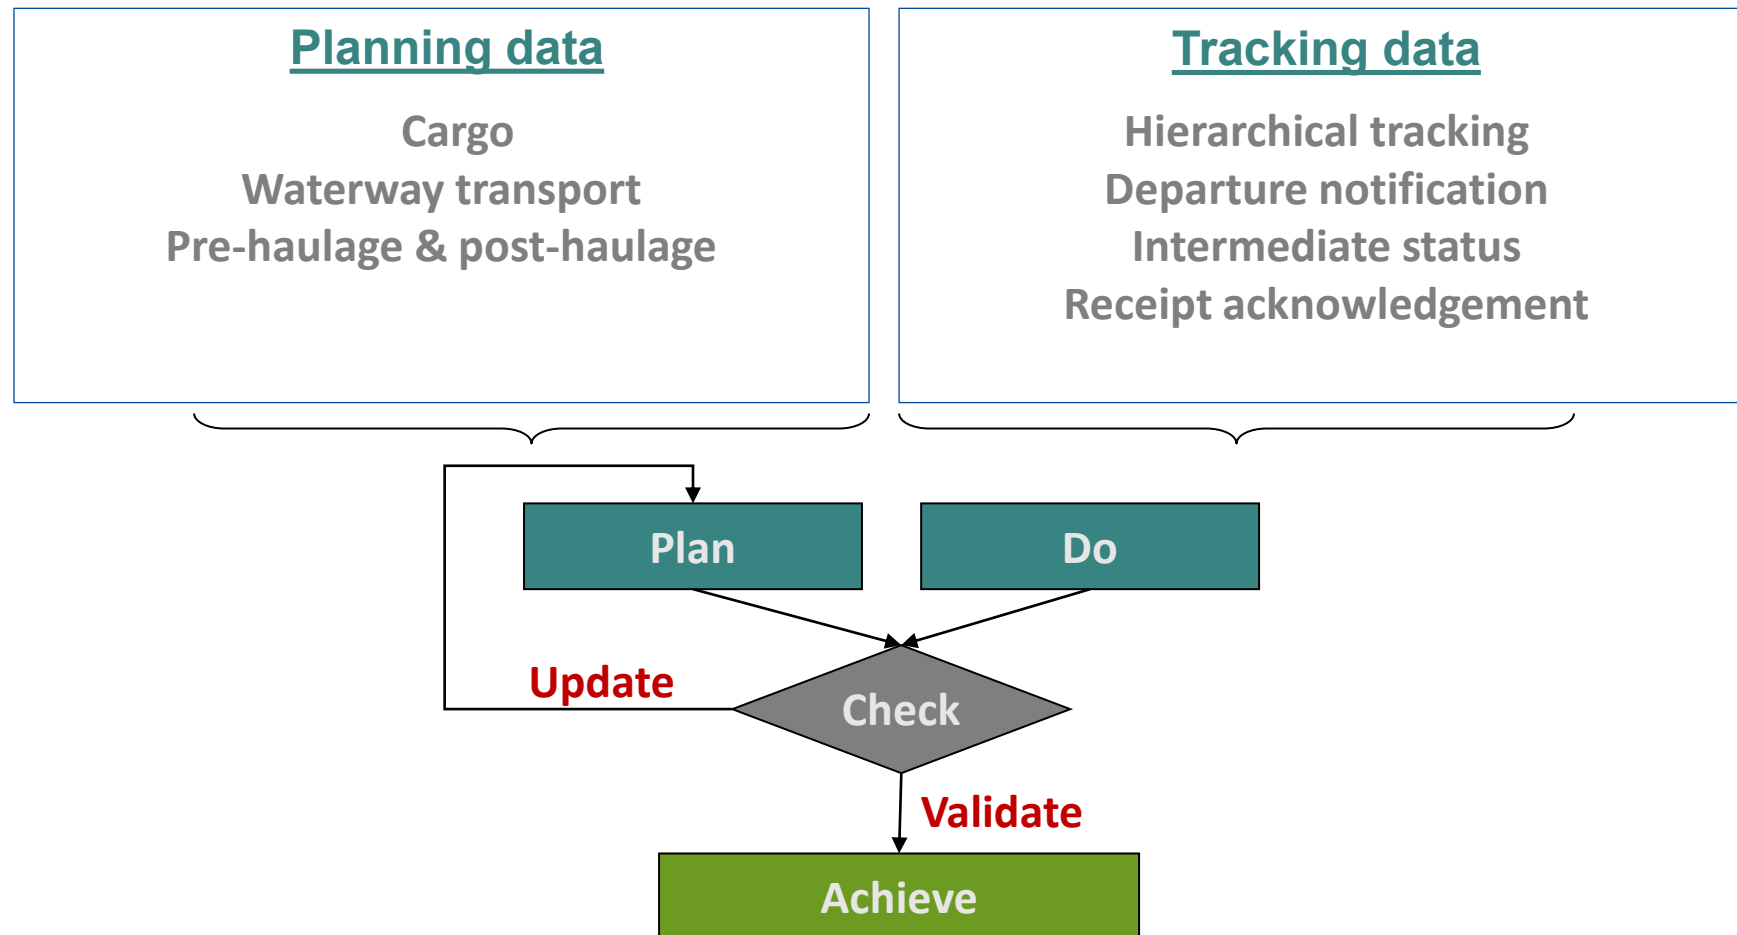 Planning data
Cargo
Waterway transport
Pre-haulage & post-haulage
Tracking data
Hierarchical tracking
Departure notification
Intermediate status
Receipt acknowledgement
Plan
Do
Update
Check
Validate
Achieve